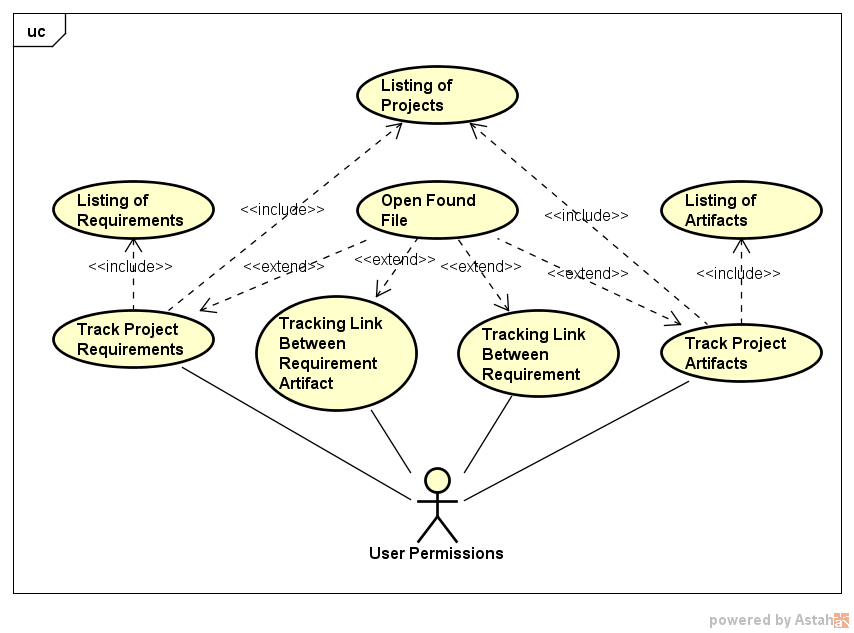 uc
Listing of
Projects
Listing of
Requirements
<<include>>
Open Found
File
<<include>>
Listing of
Artifacts
<<include>>
<<extend>>
<<extend>>
<<extend>>
<<extend>>
<<include>>
Track Project
Requirements
Tracking Link
Between
Requirement
Artifact
Tracking Link
Between
Requirement
Track Project
Artifacts
User Permissions
powered by Astah